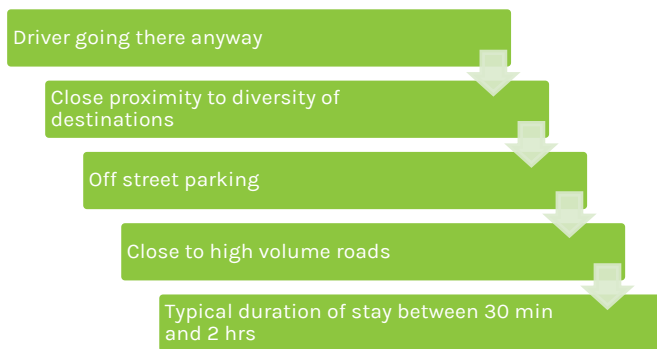 Driver going there anyway
Close proximity to diversity of
destinations
Off street parking
Close to high volume roads
Typical duration of stay between 30 min
and 2 hrs